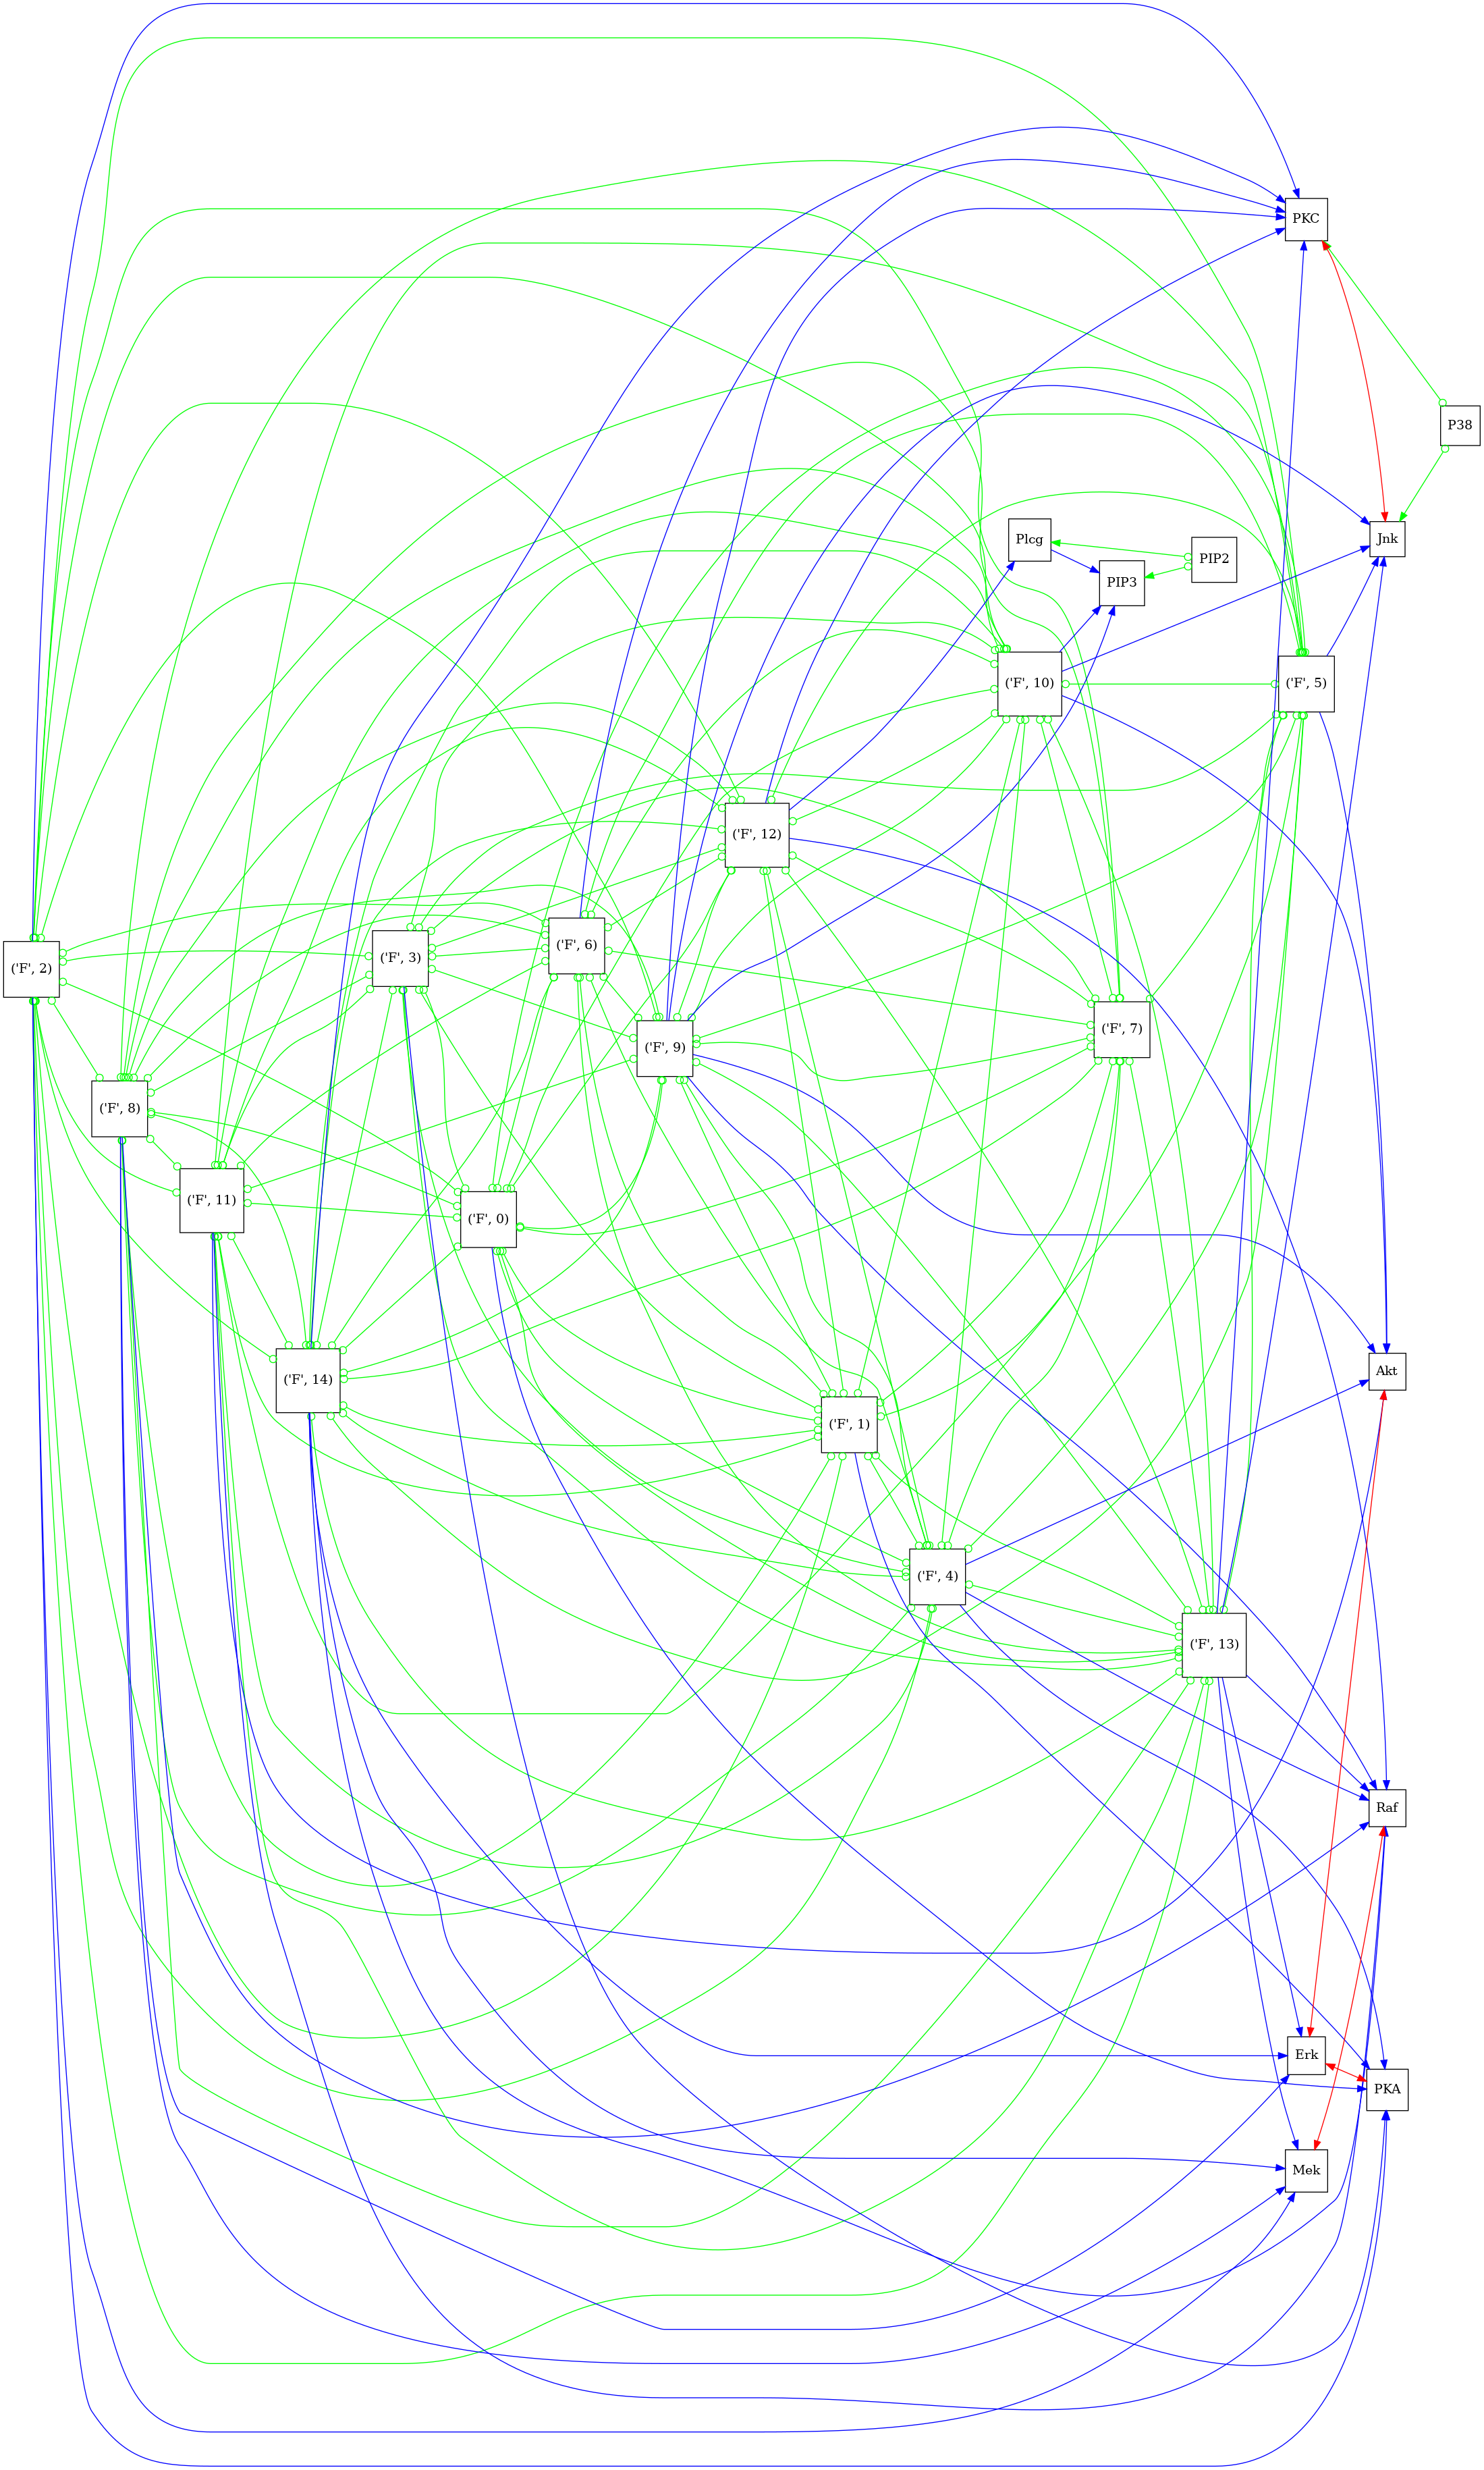 PKC
P38
Plcg
Jnk
PIP2
PIP3
('F', 10)
('F', 5)
('F', 12)
('F', 6)
('F', 3)
('F', 2)
('F', 7)
('F', 9)
('F', 8)
('F', 11)
('F', 0)
('F', 14)
Akt
('F', 1)
('F', 4)
('F', 13)
Raf
Erk
PKA
Mek